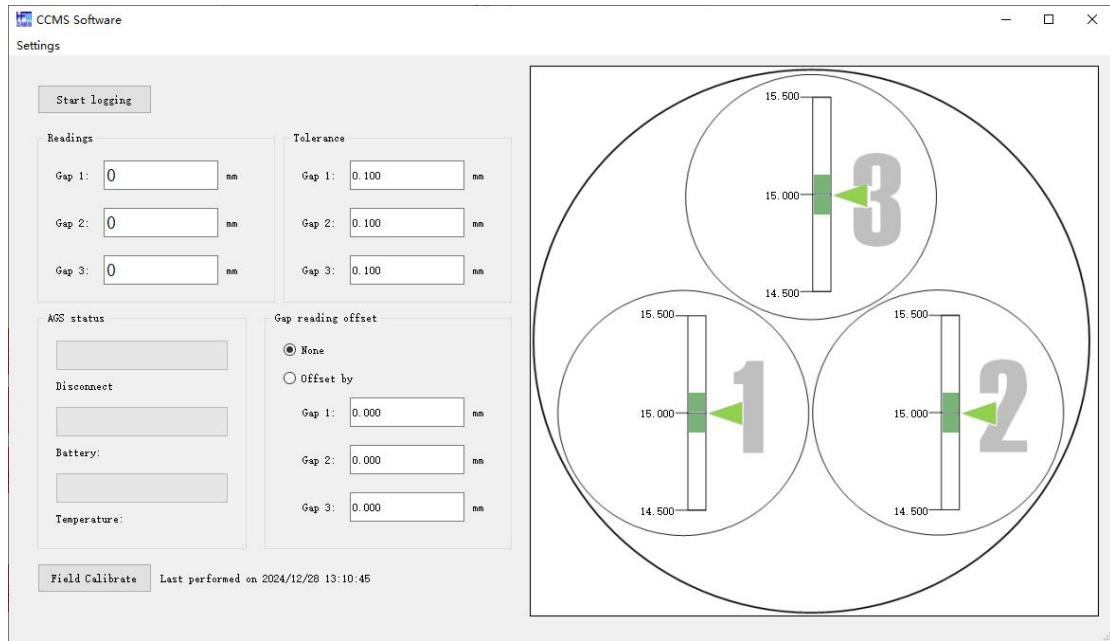 CCMS Software
Settings
Start logging
Readings
Gap 1: 0 mm
Gap 2: 0 mm
Gap 3: 0 mm
Tolerance
Gap 1: 0.100 mm
Gap 2: 0.100 mm
Gap 3: 0.100 mm
AGS status
Disconnect
Battery:
Temperature:
Gap reading offset
None
Offset by
Gap 1: 0.000 mm
Gap 2: 0.000 mm
Gap 3: 0.000 mm
Field Calibrate Last performed on 2024/12/28 13:10:45
15.500
15.000
14.500
3
15.500
15.000
14.500
1
15.500
15.000
14.500
2